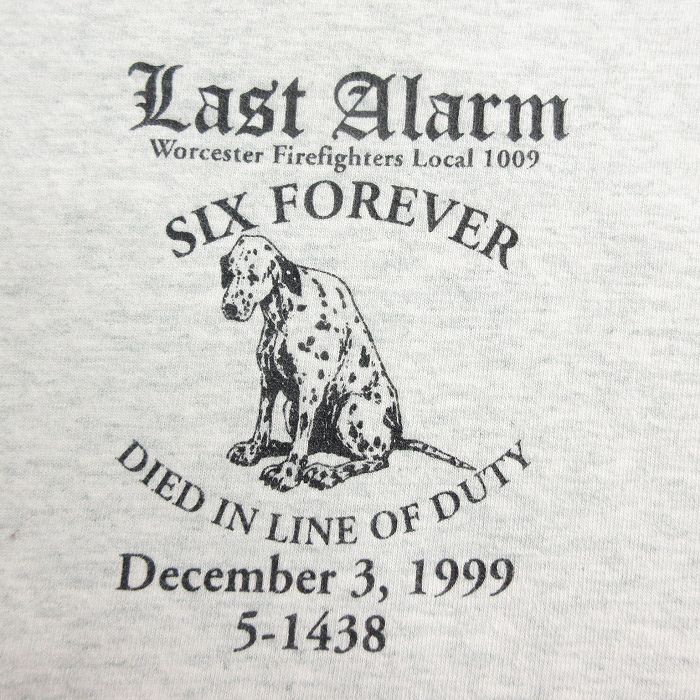 Last Alarm
Worcester Firefighters Local 1009
SIX FOREVER
DIED IN LINE OF DUTY
December 3, 1999
5-1438